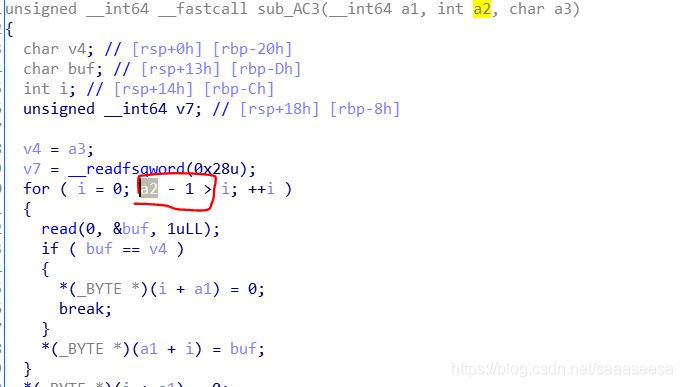 unsigned __int64 __fastcall sub_AC3(__int64 a1, int a2, char a3)
{
char v4; // [rsp+0h] [rbp-20h]
char buf; // [rsp+13h] [rbp-Dh]
int i; // [rsp+14h] [rbp-Ch]
unsigned __int64 v7; // [rsp+18h] [rbp-8h]
v4 = a3;
v7 = __readfsqword(0x28u);
for ( i = 0; a2 - 1 > i; ++i )
{
read(0, &buf, 1uLL);
if ( buf == v4 )
{
*(_BYTE *)(i + a1) = 0;
break;
}
*(_BYTE *)(a1 + i) = buf;
}
*(_BYTE *)(i + a1) = 0;
https://blog.csdn.net/seaaseesa